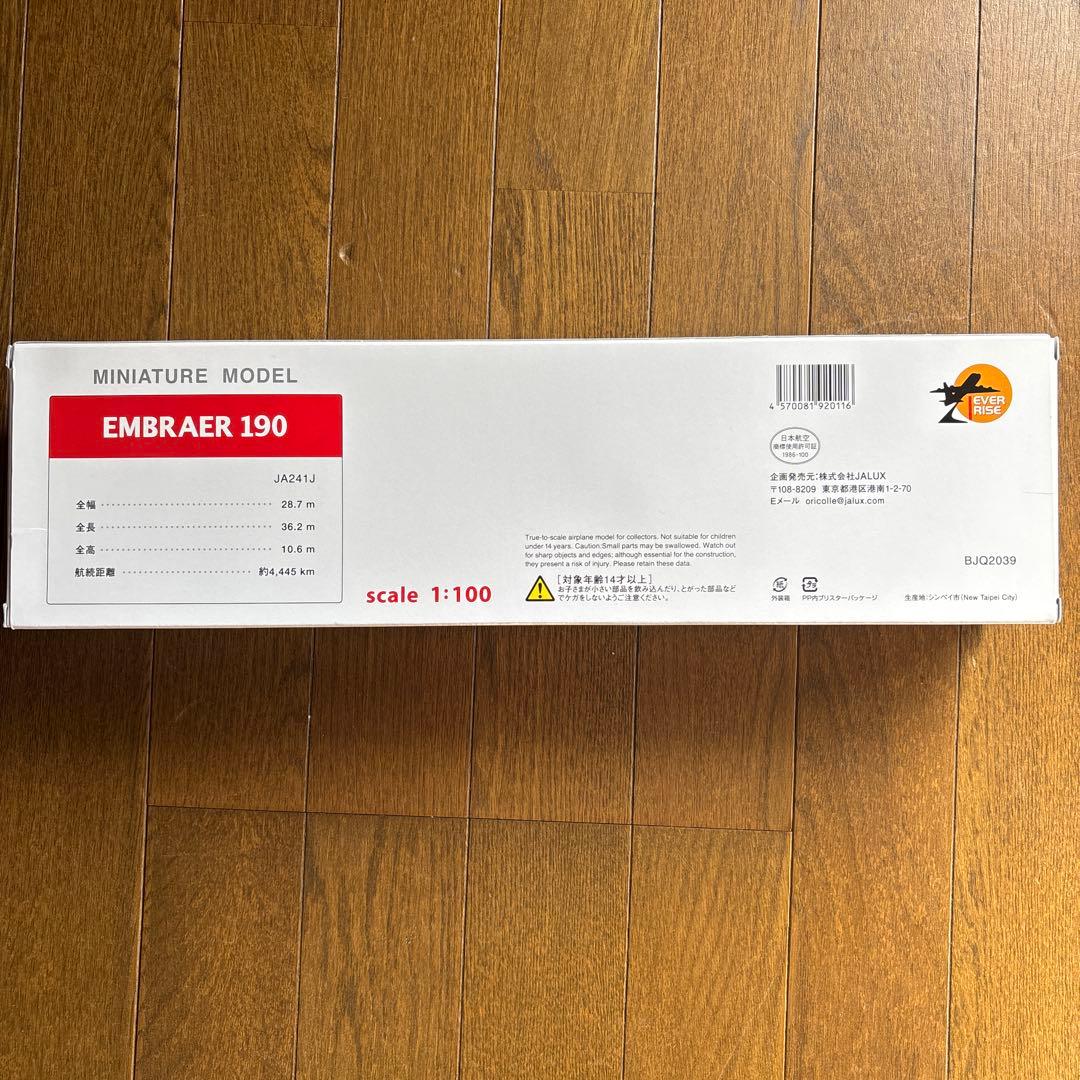 MINIATURE MODEL
EMBRAER 190
JA241J
全幅 28.7 m
全長 36.2 m
全高 10.6 m
航続距離 約4,445 km
scale 1:100
True-to-scale airplane model for collectors. Not suitable for children
under 14 years. Caution:Small parts may be swallowed. Watch out
for sharp objects and edges; although essential for the construction,
they present a risk of injury. Please retain these data.
[対象年齢14才以上]
お子さまが小さい部品を飲み込んだり、とがった部品など
でケガをしないようご注意ください。
4 570081 920116
EVER
RISE
日本航空
商標使用許可証
1986-100
企画発売元:株式会社JALUX
〒108-8209 東京都港区港南1-2-70
Eメール oricolle@jalux.com
BJQ2039
紙
外装箱
プラ
PP内ブリスターパッケージ
生産地:シンペイ市(New Taipei City)